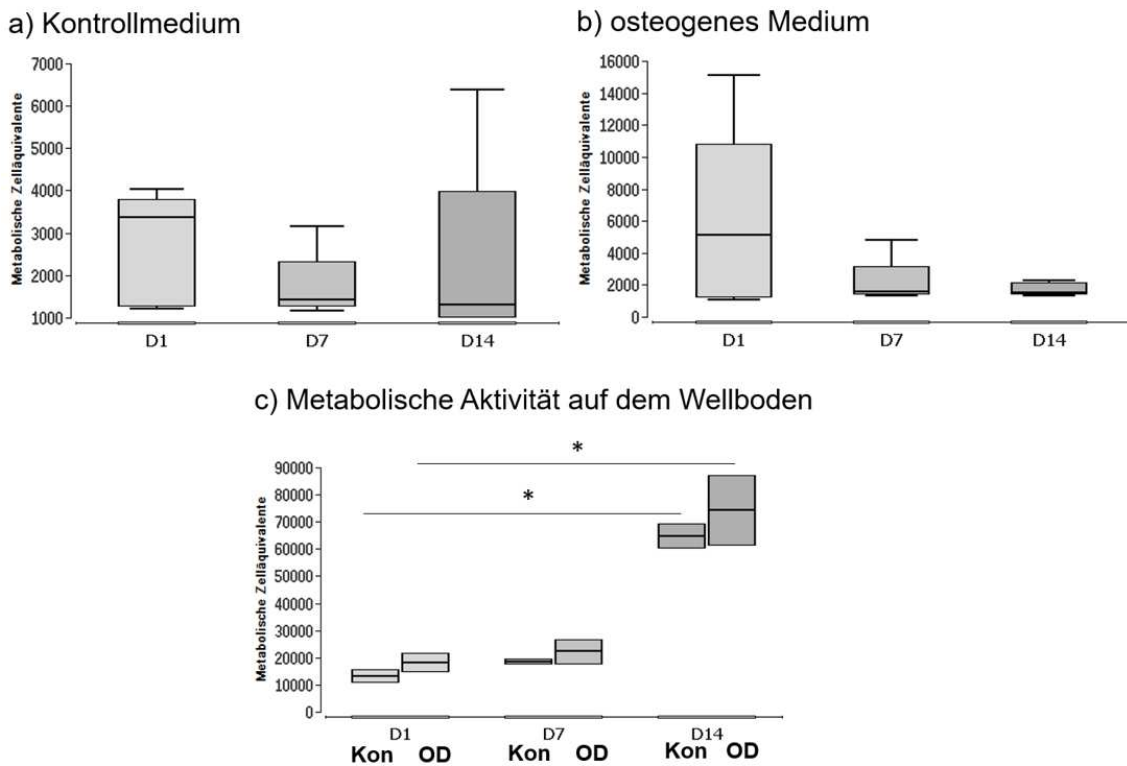 a) Kontrollmedium
b) osteogenes Medium
Metabolische Zelläquivalente
7000
6000
5000
4000
3000
2000
1000
D1 D7 D14
Metabolische Zelläquivalente
16000
14000
12000
10000
8000
6000
4000
2000
0
D1 D7 D14
c) Metabolische Aktivität auf dem Wellboden
Metabolische Zelläquivalente
90000
80000
70000
60000
50000
40000
30000
20000
10000
0
*
*
D1 D7 D14
Kon OD Kon OD Kon OD